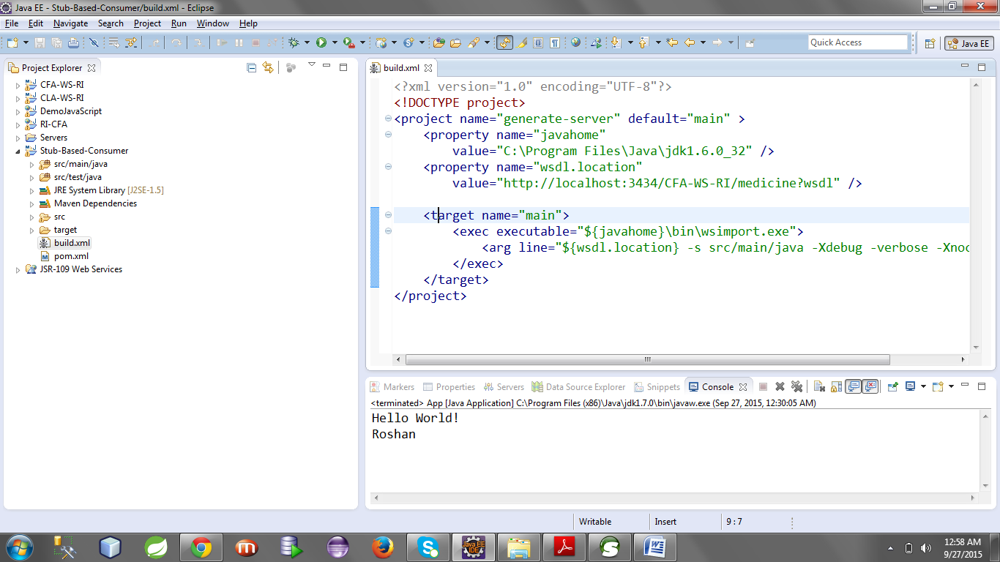 Java EE - Stub-Based-Consumer/build.xml - Eclipse
File Edit Navigate Search Project Run Window Help
Quick Access
Java EE
Project Explorer
CFA-WS-RI
CLA-WS-RI
DemoJavaScript
RI-CFA
Servers
Stub-Based-Consumer
src/main/java
src/test/java
JRE System Library [J2SE-1.5]
Maven Dependencies
src
target
build.xml
pom.xml
JSR-109 Web Services
build.xml
<?xml version="1.0" encoding="UTF-8"?>
<!DOCTYPE project>
<project name="generate-server" default="main" >
<property name="javahome"
value="C:\Program Files\Java\jdk1.6.0_32" />
<property name="wsdl.location"
value="http://localhost:3434/CFA-WS-RI/medicine?wsdl" />
<target name="main">
<exec executable="${javahome}\bin\wsimport.exe">
<arg line="${wsdl.location} -s src/main/java -Xdebug -verbose -Xnoc
</exec>
</target>
</project>
Markers Properties Servers Data Source Explorer Snippets Console
<terminated> App [Java Application] C:\Program Files (x86)\Java\jdk1.7.0\bin\javaw.exe (Sep 27, 2015, 12:30:05 AM)
Hello World!
Roshan
Writable Insert 9 : 7
Java EE
IDE
12:58 AM
9/27/2015